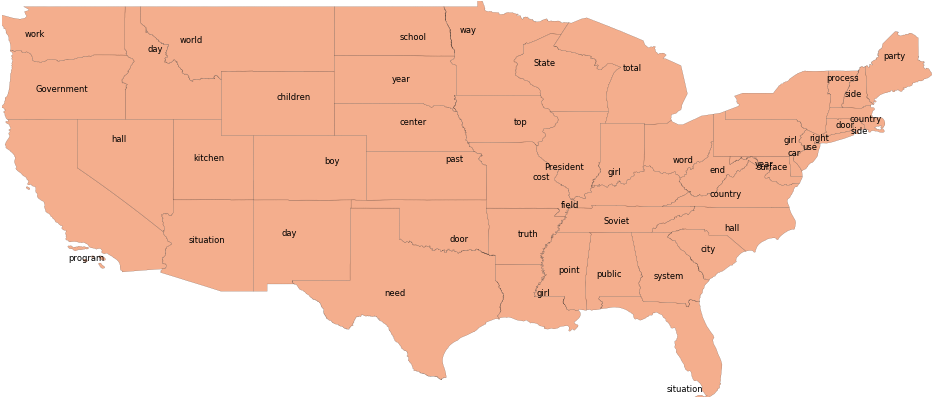 way
work
school
world
day
party
State
total
process
year
Government
side
children
center
country
top
door
side
hall
right
girl
use
car
kitchen
past
boy
word
year
surface
President
end
girl
cost
country
field
Soviet
hall
day
truth
situation
door
city
point
public
system
program
need
girl
situation